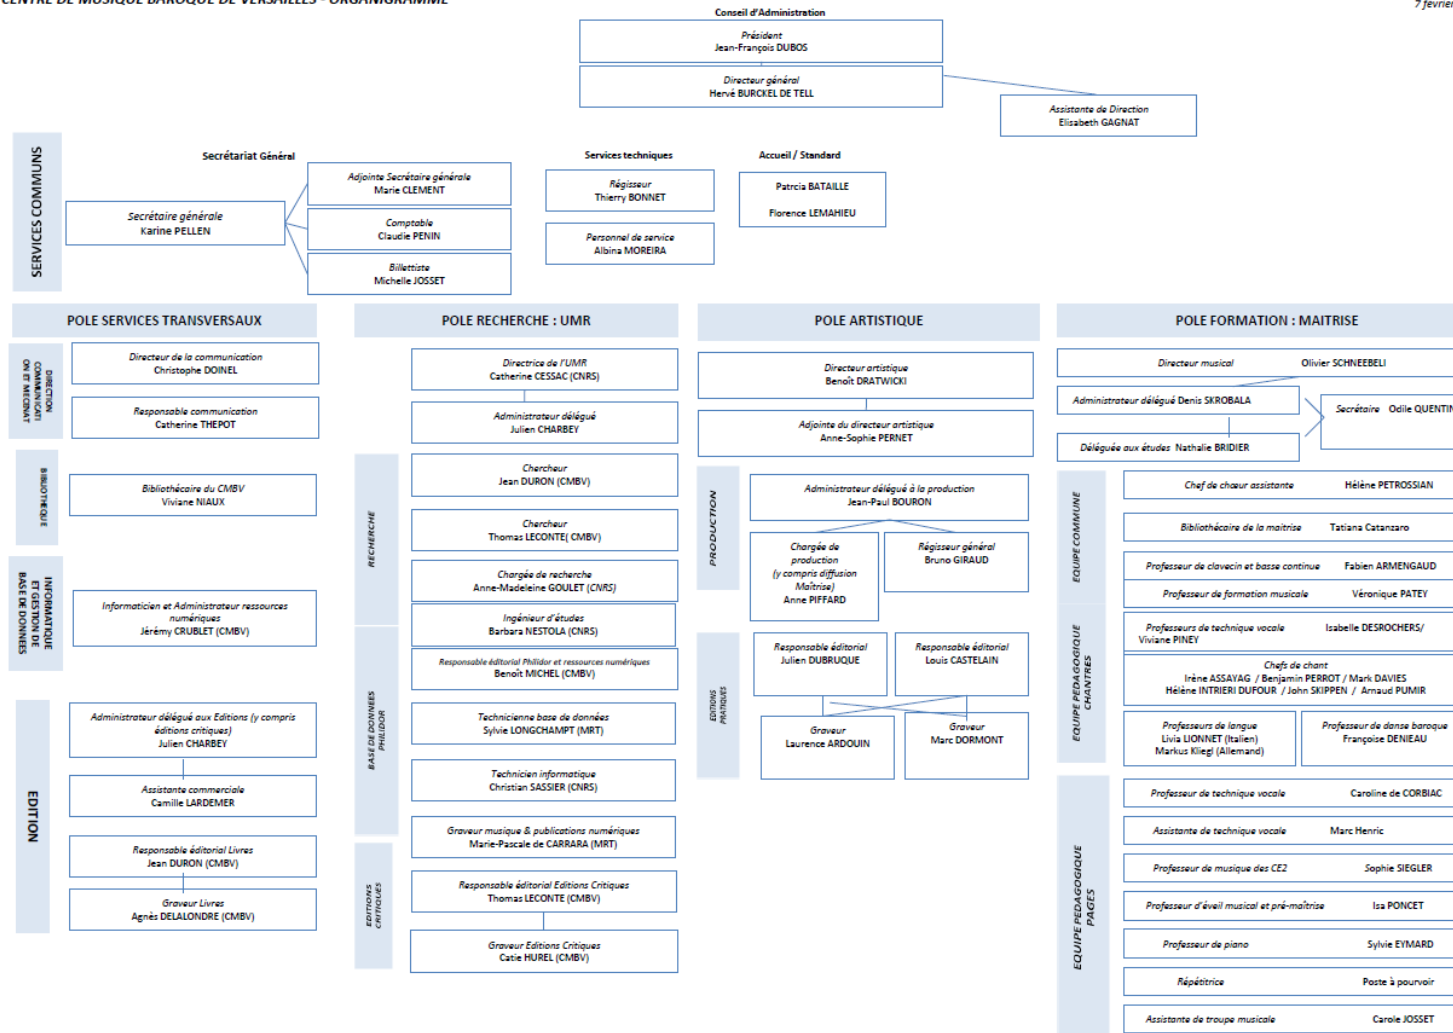 CENTRE DE MUSIQUE BAROQUE DE VERSAILLES - ORGANIGRAMME
7 février
Conseil d'Administration
Président
Jean-François DUBOS
Directeur général
Hervé BURCKEL DE TELL
Assistante de Direction
Elisabeth GAGNAT
SERVICES COMMUNS
Secrétariat Général
Secrétaire générale
Karine PELLEN
Adjointe Secrétaire générale
Marie CLEMENT
Comptable
Claudie PENIN
Billettiste
Michelle JOSSET
Services techniques
Régisseur
Thierry BONNET
Personnel de service
Albina MOREIRA
Accueil / Standard
Patrcia BATAILLE
Florence LEMAHIEU
POLE SERVICES TRANSVERSAUX
DIRECTION
COMMUNICATI
ON ET MECENAT
Directeur de la communication
Christophe DOINEL
Responsable communication
Catherine THEPOT
BIBLIOTHEQUE
Bibliothécaire du CMBV
Viviane NIAUX
INFORMATIQUE
ET GESTION DE
BASE DE DONNEES
Informaticien et Administrateur ressources
numériques
Jérémy CRUBLET (CMBV)
EDITION
Administrateur délégué aux Editions (y compris
éditions critiques)
Julien CHARBEY
Assistante commerciale
Camille LARDEMER
Responsable éditorial Livres
Jean DURON (CMBV)
Graveur Livres
Agnès DELALONDRE (CMBV)
POLE RECHERCHE : UMR
Directrice de l'UMR
Catherine CESSAC (CNRS)
Administrateur délégué
Julien CHARBEY
RECHERCHE
Chercheur
Jean DURON (CMBV)
Chercheur
Thomas LECONTE( CMBV)
Chargée de recherche
Anne-Madeleine GOULET (CNRS)
Ingénieur d'études
Barbara NESTOLA (CNRS)
BASE DE DONNEES
PHILIDOR
Responsable éditorial Philidor et ressources numériques
Benoît MICHEL (CMBV)
Technicienne base de données
Sylvie LONGCHAMPT (MRT)
Technicien informatique
Christian SASSIER (CNRS)
Graveur musique & publications numériques
Marie-Pascale de CARRARA (MRT)
EDITIONS
CRITIQUES
Responsable éditorial Editions Critiques
Thomas LECONTE (CMBV)
Graveur Editions Critiques
Catie HUREL (CMBV)
POLE ARTISTIQUE
Directeur artistique
Benoît DRATWICKI
Adjointe du directeur artistique
Anne-Sophie PERNET
PRODUCTION
Administrateur délégué à la production
Jean-Paul BOURON
Chargée de
production
(y compris diffusion
Maîtrise)
Anne PIFFARD
Régisseur général
Bruno GIRAUD
EDITIONS
PRATIQUES
Responsable éditorial
Julien DUBRUQUE
Responsable éditorial
Louis CASTELAIN
Graveur
Laurence ARDOUIN
Graveur
Marc DORMONT
POLE FORMATION : MAITRISE
Directeur musical Olivier SCHNEEBELI
Administrateur délégué Denis SKROBALA
Secrétaire Odile QUENTIN
Déléguée aux études Nathalie BRIDIER
EQUIPE COMMUNE
Chef de chœur assistante Hélène PETROSSIAN
Bibliothécaire de la maitrise Tatiana Catanzaro
Professeur de clavecin et basse continue Fabien ARMENGAUD
Professeur de formation musicale Véronique PATEY
EQUIPE PEDAGOGIQUE
CHANTRES
Professeurs de technique vocale Isabelle DESROCHERS/
Viviane PINEY
Chefs de chant
Irène ASSAYAG / Benjamin PERROT / Mark DAVIES
Hélène INTRIERI DUFOUR / John SKIPPEN / Arnaud PUMIR
Professeurs de langue
Livia LIONNET (Italien)
Markus Kliegl (Allemand)
Professeur de danse baroque
Françoise DENIEAU
EQUIPE PEDAGOGIQUE
PAGES
Professeur de technique vocale Caroline de CORBIAC
Assistante de technique vocale Marc Henric
Professeur de musique des CE2 Sophie SIEGLER
Professeur d'éveil musical et pré-maîtrise Isa PONCET
Professeur de piano Sylvie EYMARD
Répétitrice Poste à pourvoir
Assistante de troupe musicale Carole JOSSET